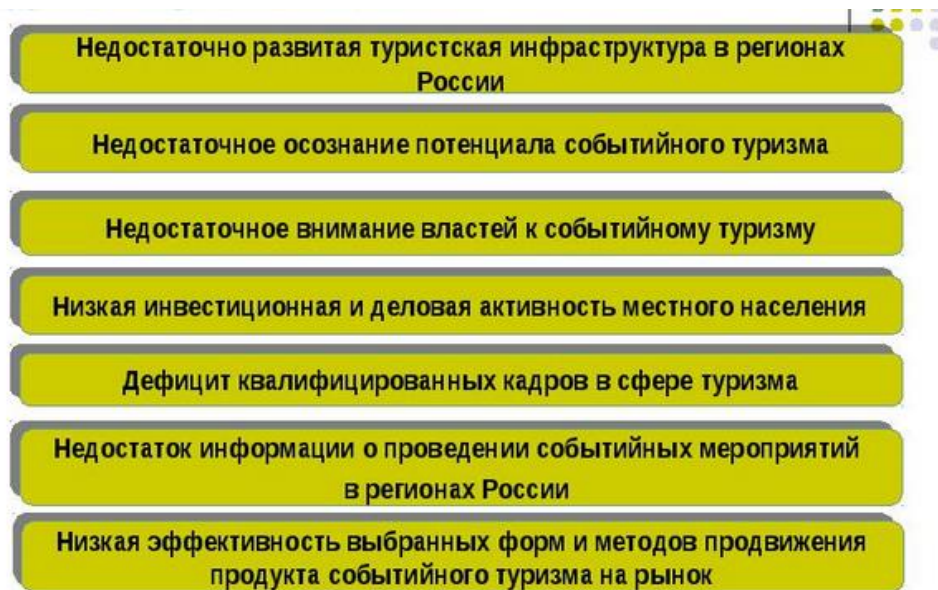 Недостаточно развитая туристская инфраструктура в регионах
России
Недостаточное осознание потенциала событийного туризма
Недостаточное внимание властей к событийному туризму
Низкая инвестиционная и деловая активность местного населения
Дефицит квалифицированных кадров в сфере туризма
Недостаток информации о проведении событийных мероприятий
в регионах России
Низкая эффективность выбранных форм и методов продвижения
продукта событийного туризма на рынок